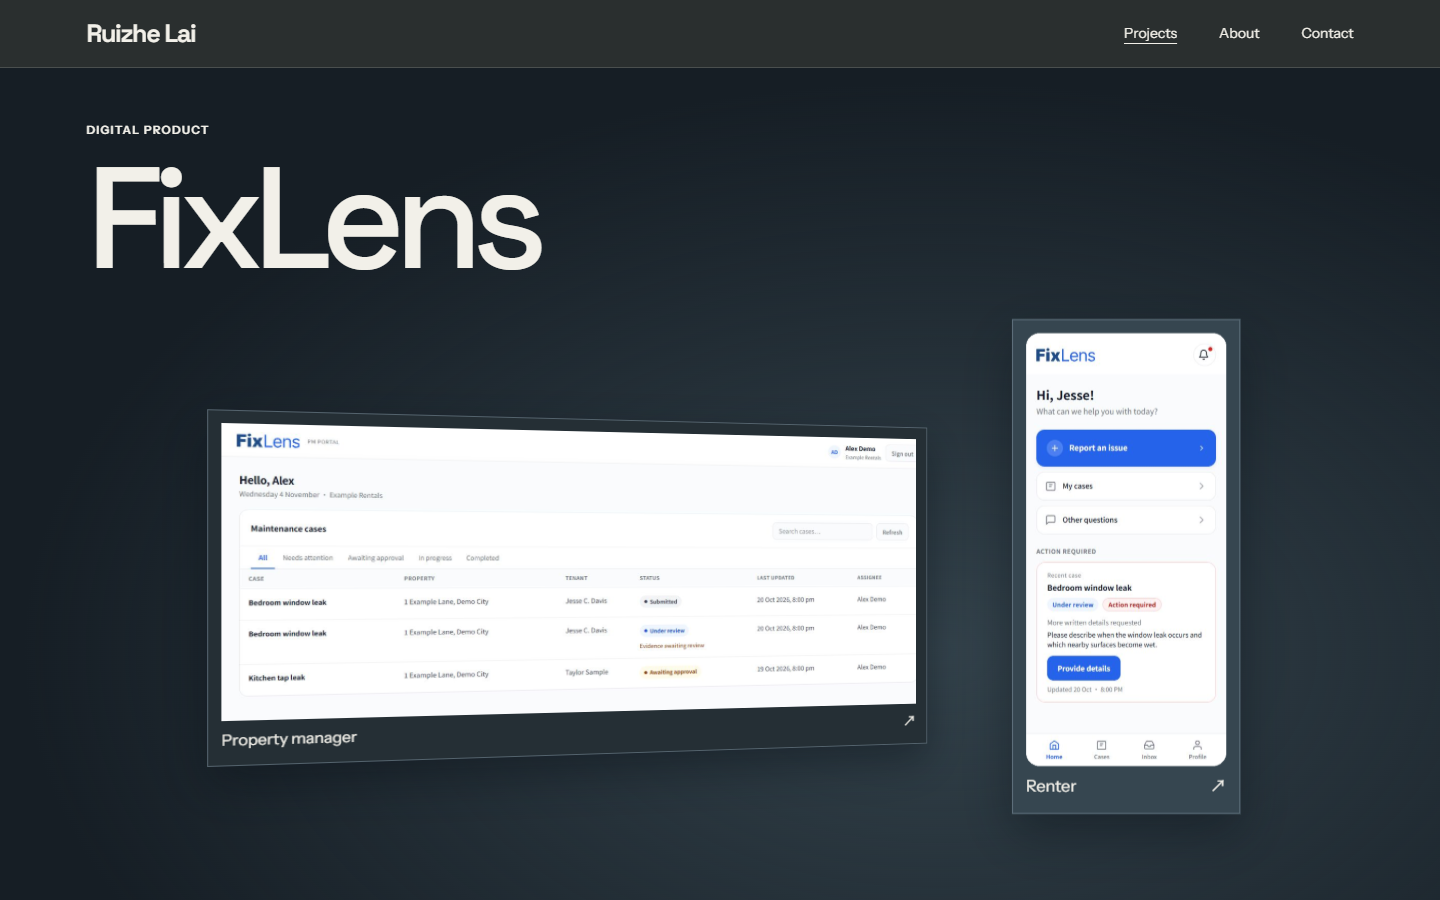 Ruizhe Lai
Projects About Contact
DIGITAL PRODUCT
FixLens
FixLens PM PORTAL
AD Alex Demo
Example Rentals
Sign out
Hello, Alex
Wednesday 4 November • Example Rentals
Maintenance cases
Search cases...
Refresh
All Needs attention Awaiting approval In progress Completed
CASE PROPERTY TENANT STATUS LAST UPDATED ASSIGNEE
Bedroom window leak 1 Example Lane, Demo City Jesse C. Davis Submitted 20 Oct 2026, 8:00 pm Alex Demo
Bedroom window leak 1 Example Lane, Demo City Jesse C. Davis Under review 20 Oct 2026, 8:00 pm Alex Demo
Evidence awaiting review
Kitchen tap leak 1 Example Lane, Demo City Taylor Sample Awaiting approval 19 Oct 2026, 8:00 pm Alex Demo
Property manager ↗
FixLens
Hi, Jesse!
What can we help you with today?
Report an issue
My cases
Other questions
ACTION REQUIRED
Recent case
Bedroom window leak
Under review Action required
More written details requested
Please describe when the window leak occurs and
which nearby surfaces become wet.
Provide details
Updated 20 Oct • 8:00 PM
Home Cases Inbox Profile
Renter ↗